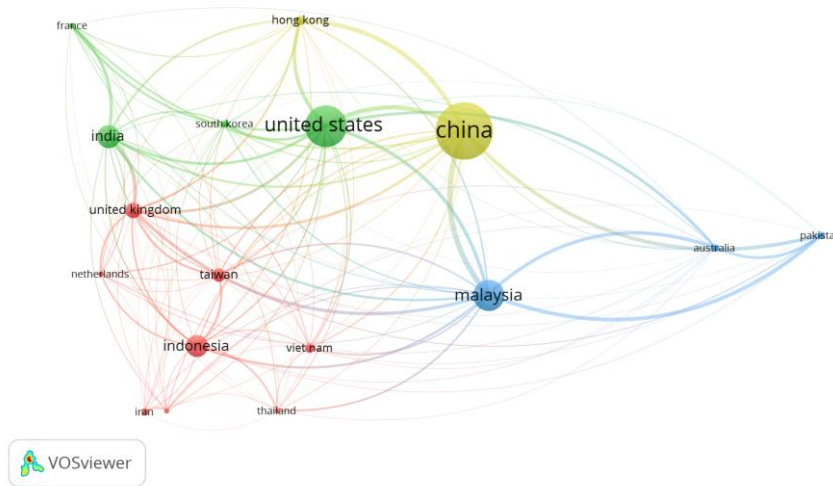 france
hong kong
south korea
united states
china
india
united kingdom
australia
pakista
netherlands
taiwan
malaysia
indonesia
viet nam
iran
thailand
VOSviewer